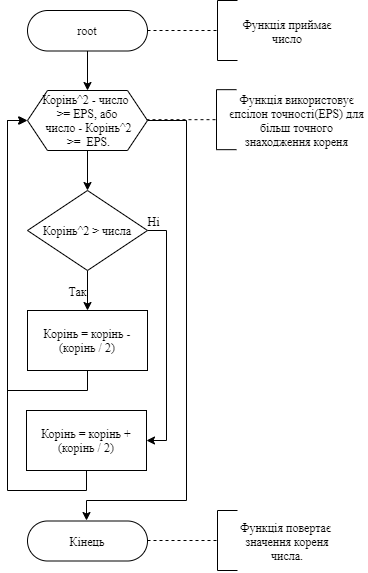 root
Функція приймає
число
Корінь^2 - число
>= EPS, або
число - Корінь^2
>= EPS.
Функція використовує
єпсілон точності(EPS) для
більш точного
знаходження кореня
Корінь^2 > числа
Ні
Так
Корінь = корінь -
(корінь / 2)
Корінь = корінь +
(корінь / 2)
Кінець
Функція повертає
значення кореня
числа.